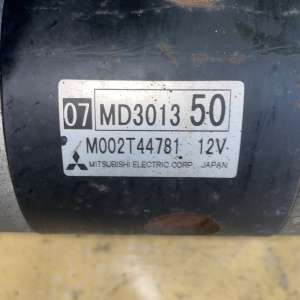 07 MD3013 50
M002T44781 12V
MITSUBISHI ELECTRIC CORP. JAPAN